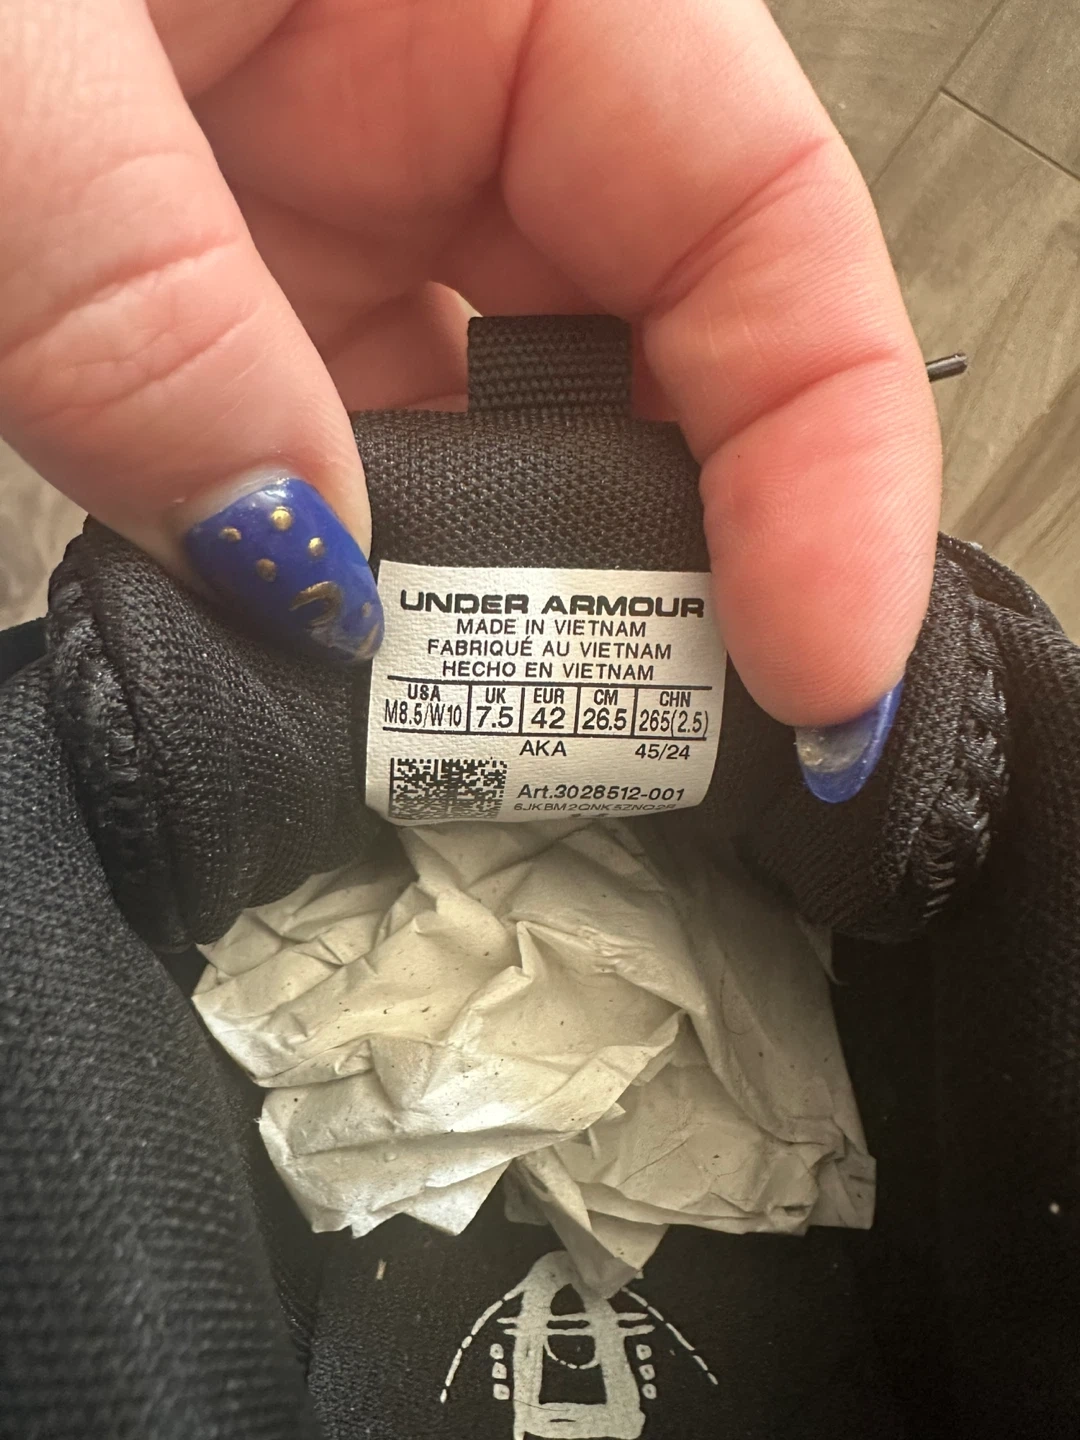 UNDER ARMOUR
MADE IN VIETNAM
FABRIQUÉ AU VIETNAM
HECHO EN VIETNAM
USA UK EUR CM CHN
M8.5/W10 7.5 42 26.5 265(2.5)
AKA 45/24
Art.3028512-001